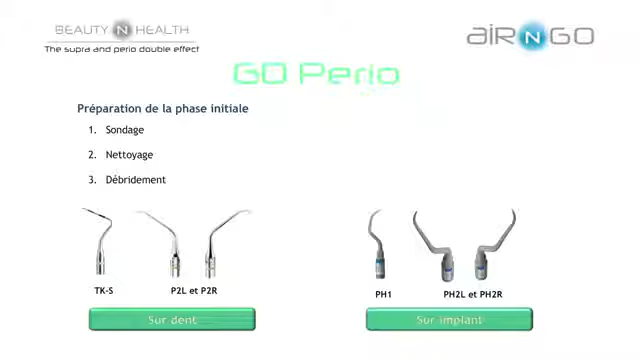 BEAUTY N HEALTH
The supra and perio double effect
AIR N GO
GO Perio
Préparation de la phase initiale
1. Sondage
2. Nettoyage
3. Débridement
TK-S
P2L et P2R
PH1
PH2L et PH2R
Sur dent
Sur implant